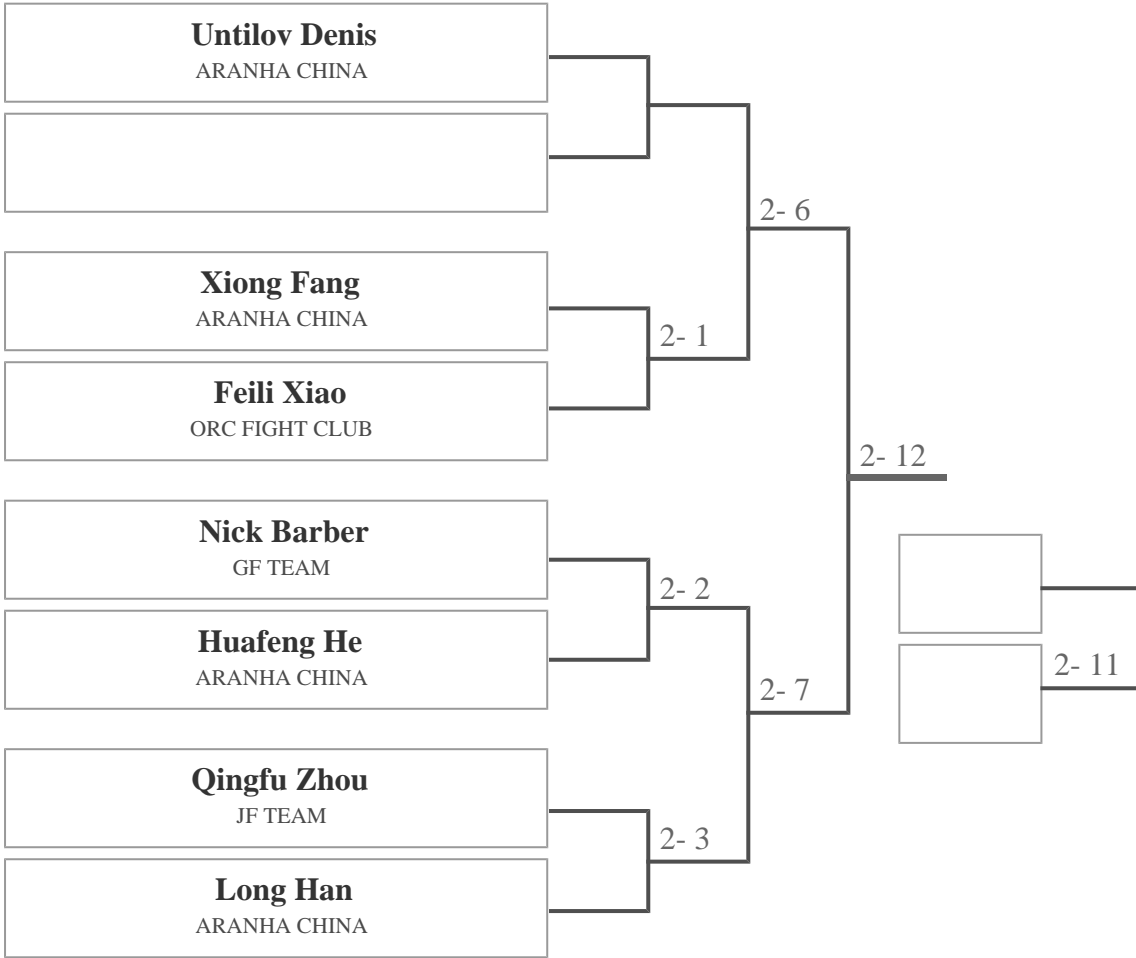 Untilov Denis
ARANHA CHINA
2- 6
Xiong Fang
ARANHA CHINA
2- 1
Feili Xiao
ORC FIGHT CLUB
2- 12
Nick Barber
GF TEAM
2- 2
Huafeng He
ARANHA CHINA
2- 11
2- 7
Qingfu Zhou
JF TEAM
2- 3
Long Han
ARANHA CHINA